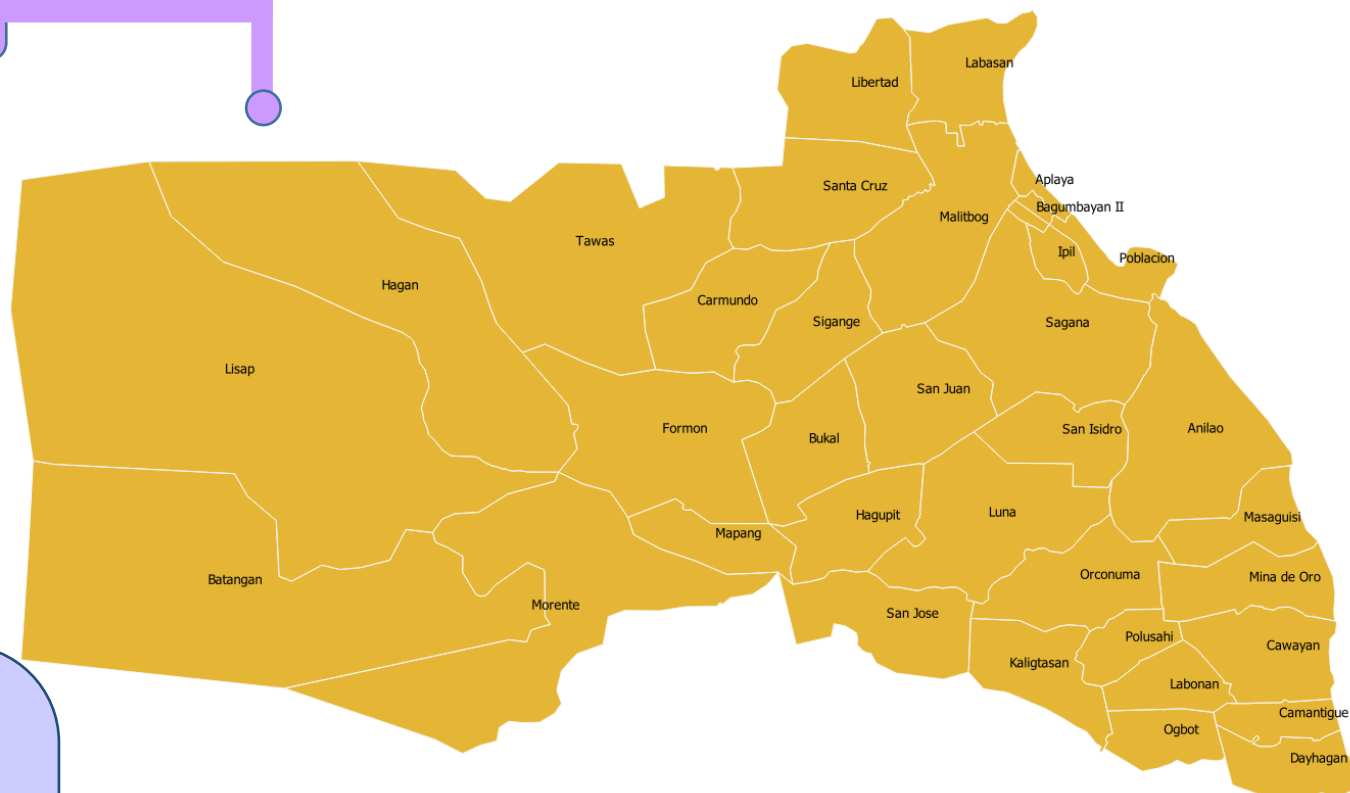 Labasan
Libertad
Aplaya
Santa Cruz
Bagumbayan II
Malitbog
Tawas
Ipil
Poblacion
Hagan
Carmundo
Sigange
Sagana
Lisap
San Juan
Formon
San Isidro
Anilao
Bukal
Hagupit
Luna
Masaguisi
Mapang
Orconuma
Mina de Oro
Batangan
Morente
San Jose
Polusahi
Cawayan
Kaligtasan
Labonan
Camantigue
Ogbot
Dayhagan